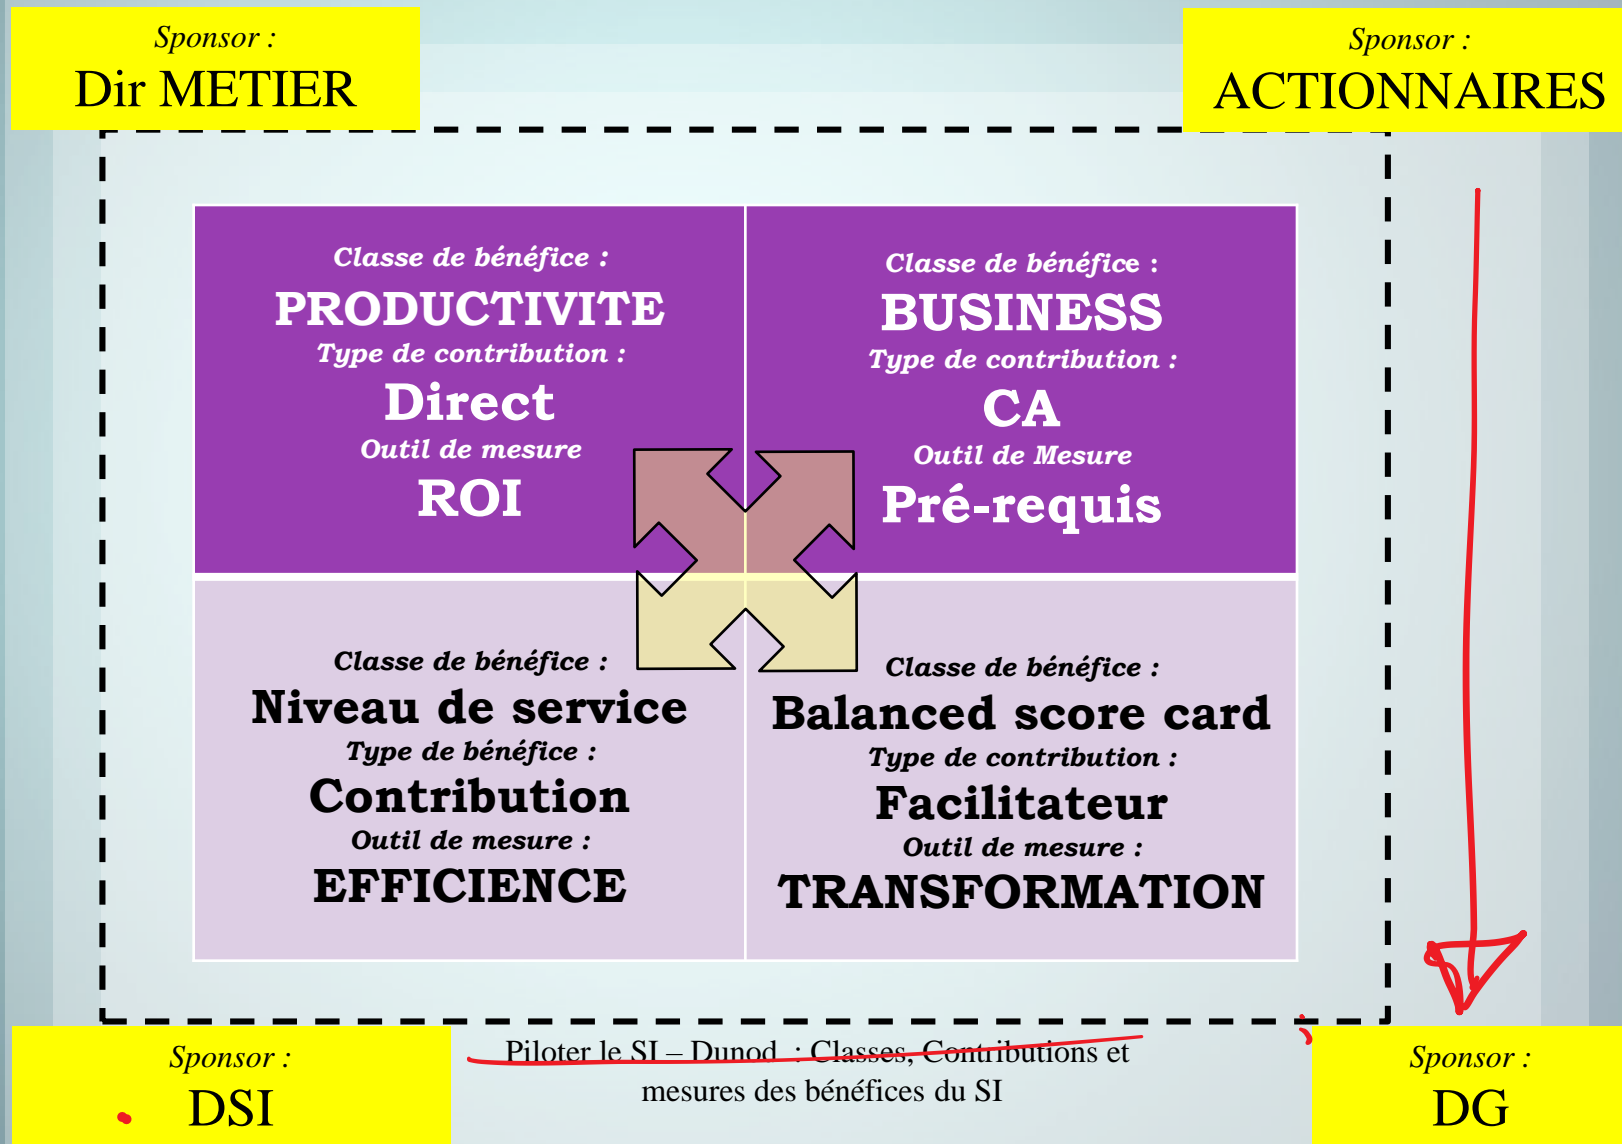 Sponsor :
Dir METIER
Sponsor :
ACTIONNAIRES
Classe de bénéfice :
PRODUCTIVITE
Type de contribution :
Direct
Outil de mesure
ROI
Classe de bénéfice :
BUSINESS
Type de contribution :
CA
Outil de Mesure
Pré-requis
Classe de bénéfice :
Niveau de service
Type de bénéfice :
Contribution
Outil de mesure :
EFFICIENCE
Classe de bénéfice :
Balanced score card
Type de contribution :
Facilitateur
Outil de mesure :
TRANSFORMATION
Sponsor :
DSI
Piloter le SI – Dunod : Classes, Contributions et
mesures des bénéfices du SI
Sponsor :
DG